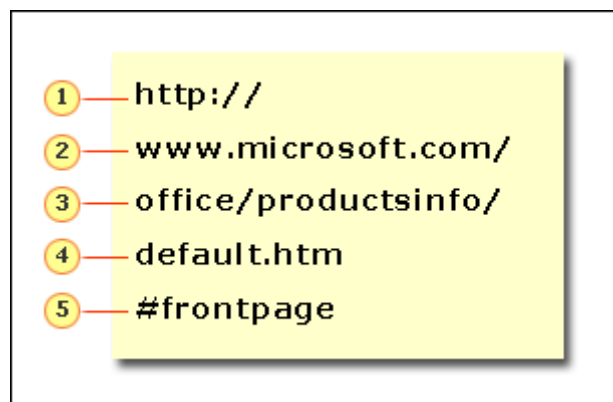 1 http://
2 www.microsoft.com/
3 office/productsinfo/
4 default.htm
5 #frontpage